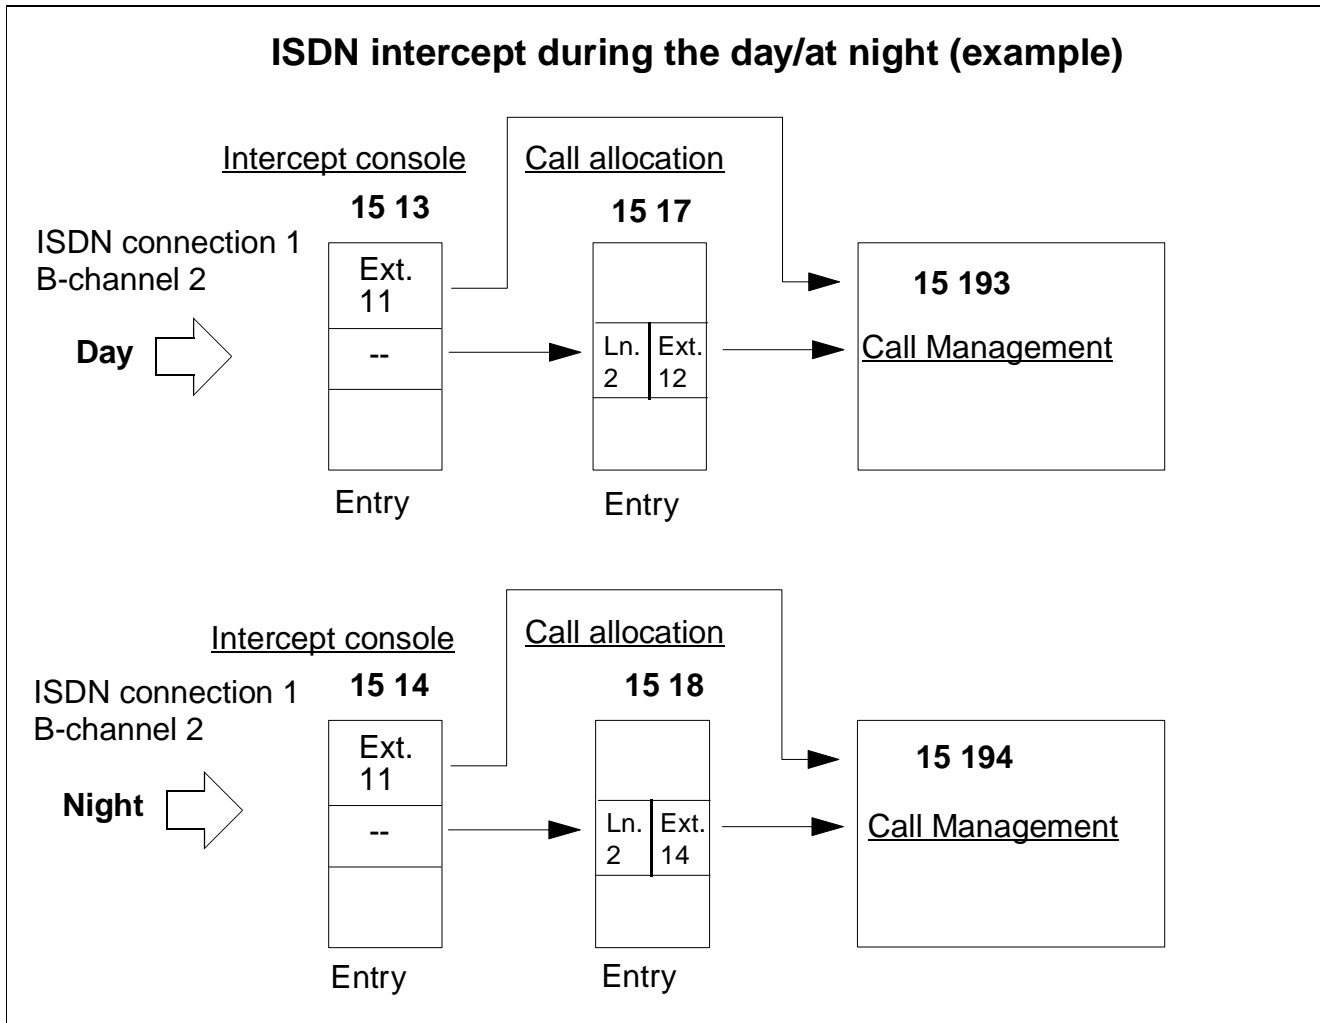 ISDN intercept during the day/at night (example)
Intercept console
Call allocation
15 13
15 17
ISDN connection 1
B-channel 2
Day
Ext.
11
--
Ln.
2
Ext.
12
15 193
Call Management
Entry
Entry
Intercept console
Call allocation
15 14
15 18
ISDN connection 1
B-channel 2
Night
Ext.
11
--
Ln.
2
Ext.
14
15 194
Call Management
Entry
Entry